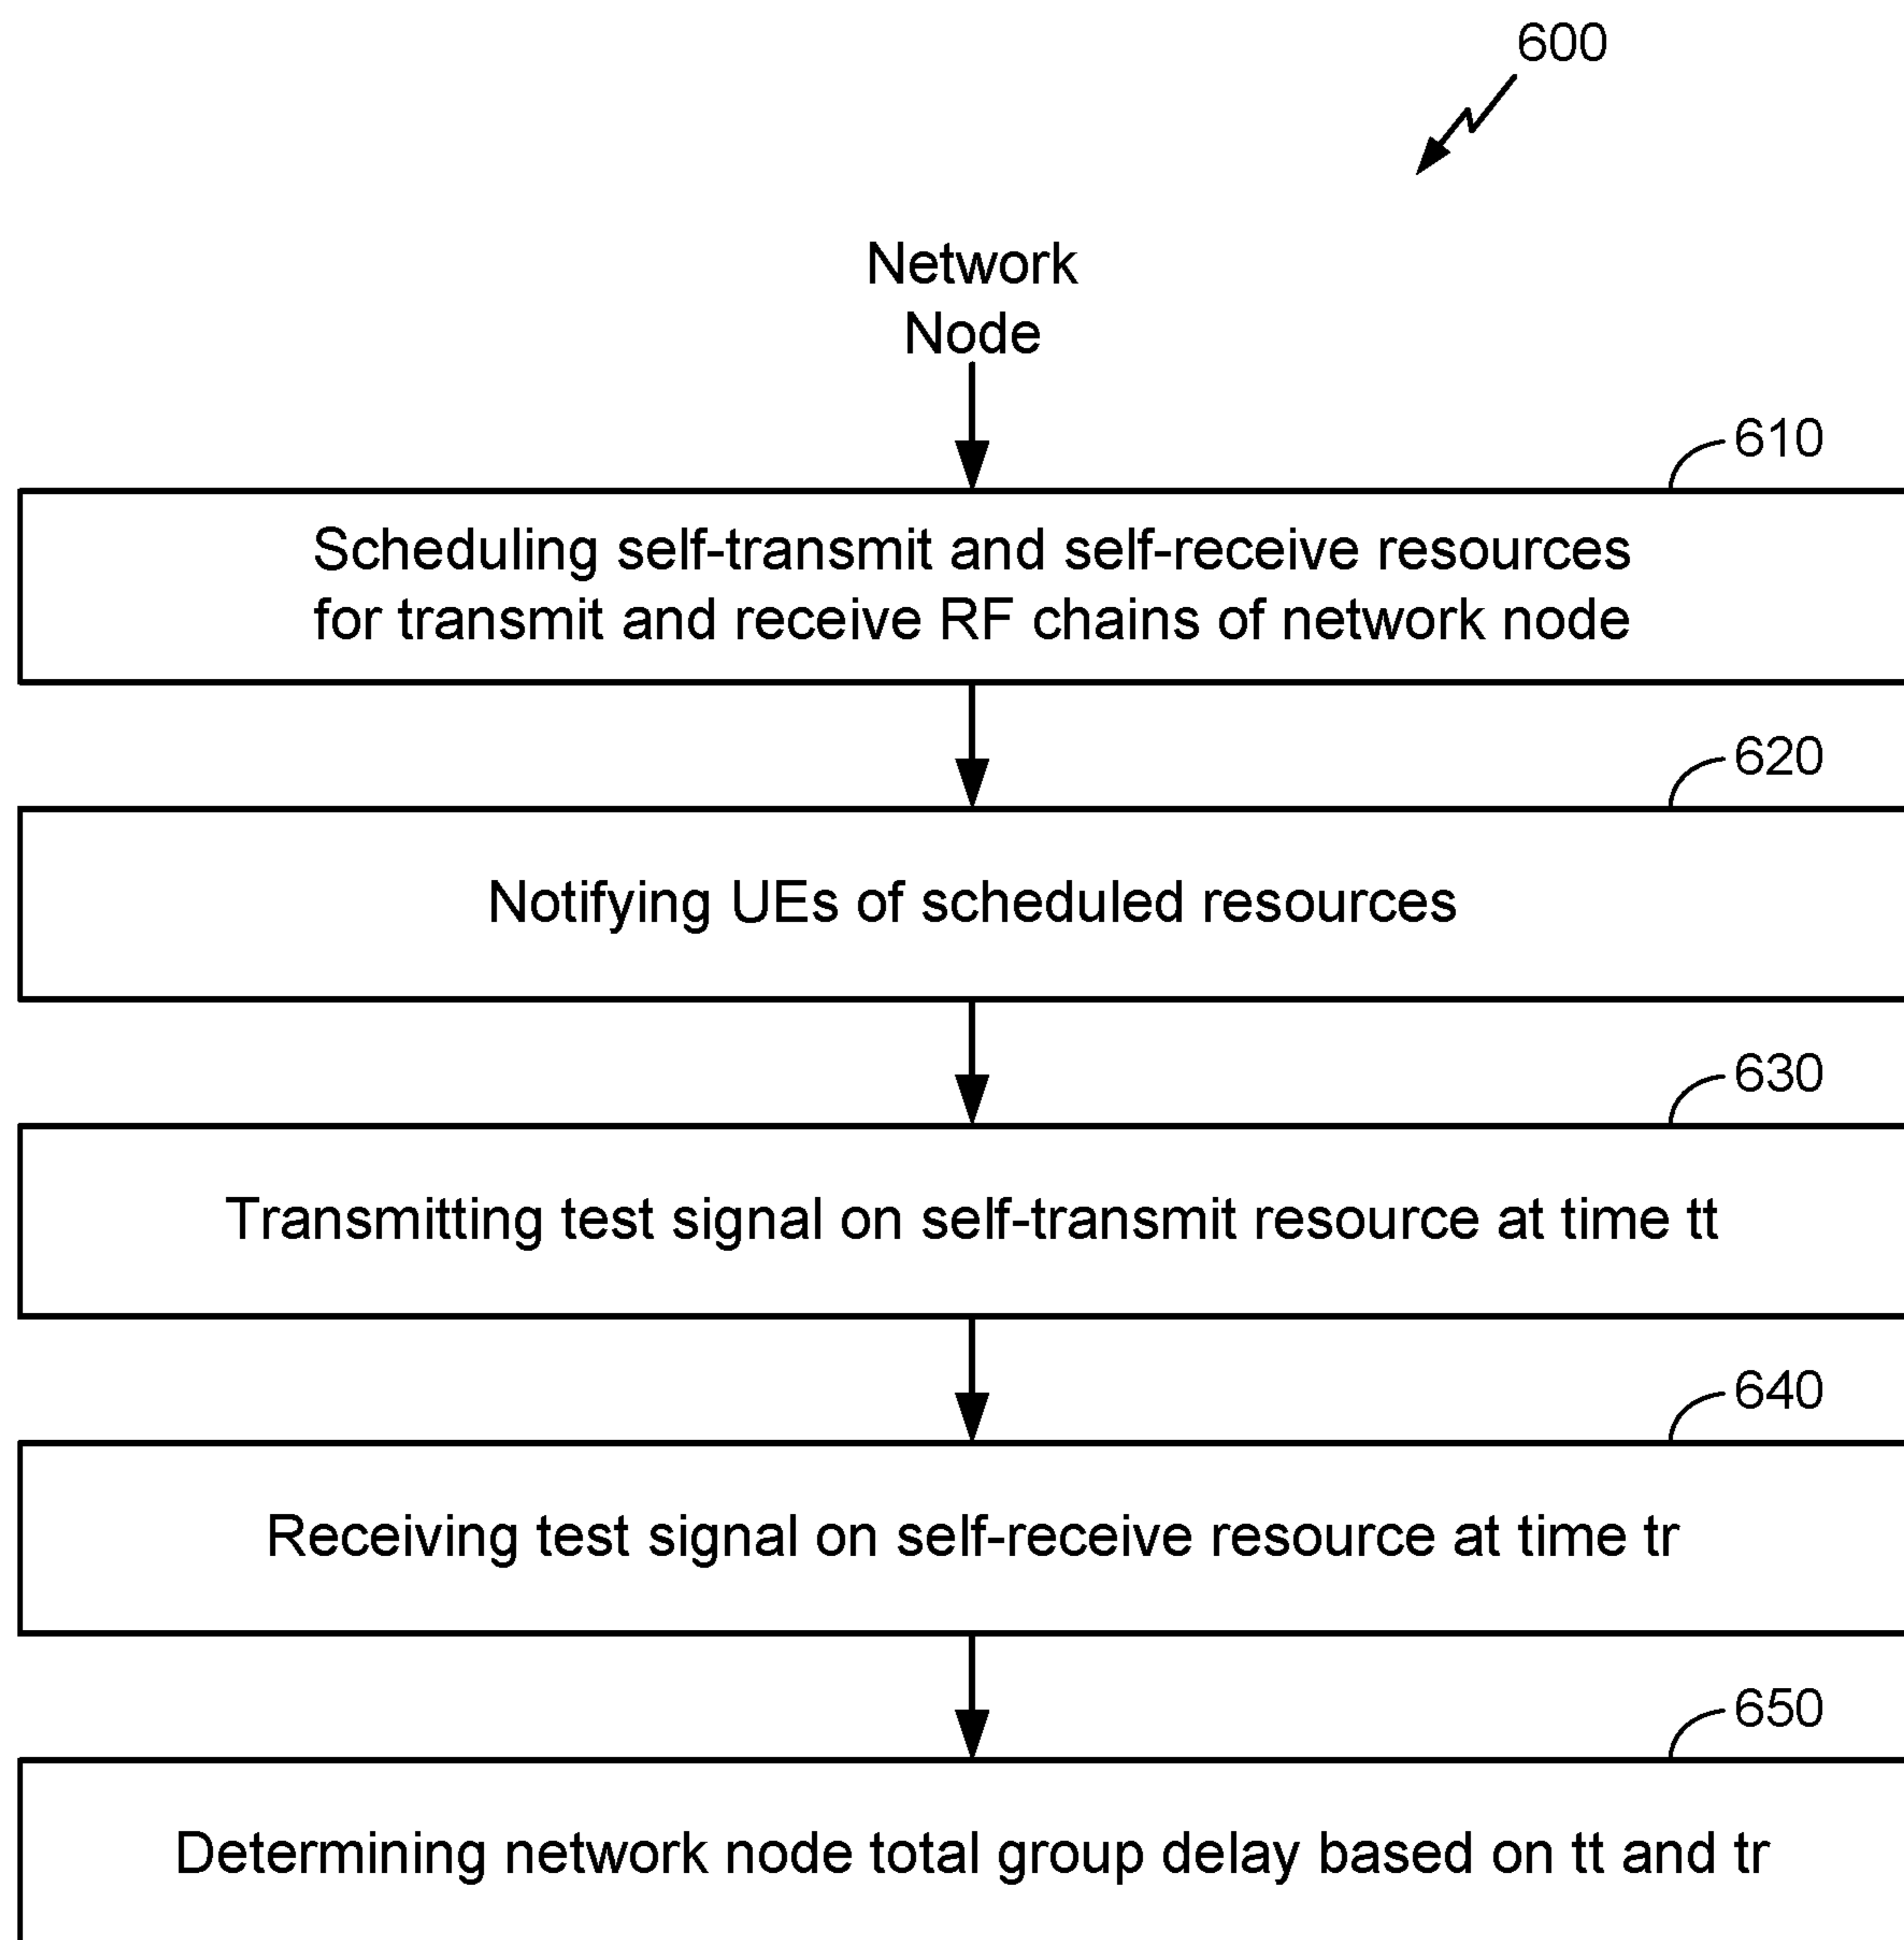 600
Network
Node
610
Scheduling self-transmit and self-receive resources
for transmit and receive RF chains of network node
620
Notifying UEs of scheduled resources
630
Transmitting test signal on self-transmit resource at time tt
640
Receiving test signal on self-receive resource at time tr
650
Determining network node total group delay based on tt and tr